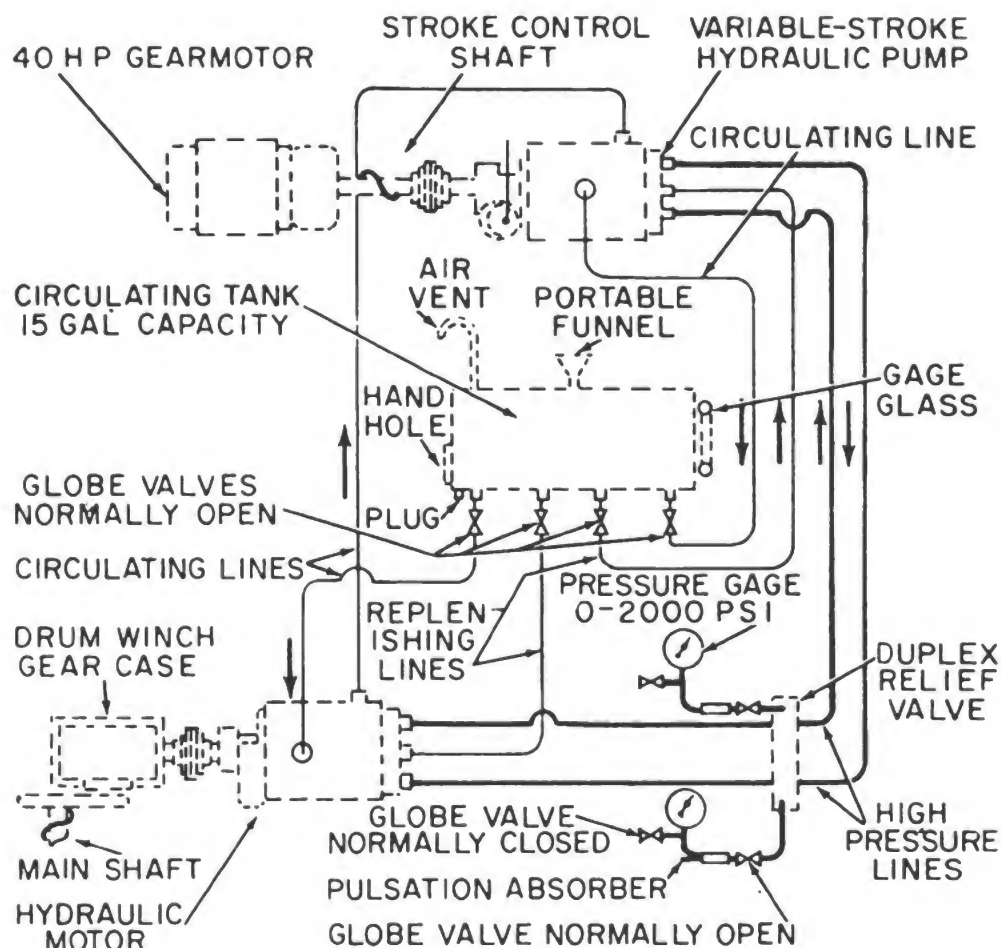 40 H P GEARMOTOR
STROKE CONTROL
SHAFT
VARIABLE-STROKE
HYDRAULIC PUMP
CIRCULATING LINE
AIR
VENT
PORTABLE
FUNNEL
CIRCULATING TANK
15 GAL CAPACITY
GAGE
GLASS
HAND
HOLE
GLOBE VALVES
NORMALLY OPEN
PLUG
CIRCULATING LINES
REPLEN
ISHING
LINES
PRESSURE GAGE
0-2000 PSI
DRUM WINCH
GEAR CASE
DUPLEX
RELIEF
VALVE
MAIN SHAFT
HYDRAULIC
MOTOR
GLOBE VALVE
NORMALLY CLOSED
PULSATION ABSORBER
GLOBE VALVE NORMALLY OPEN
HIGH
PRESSURE
LINES